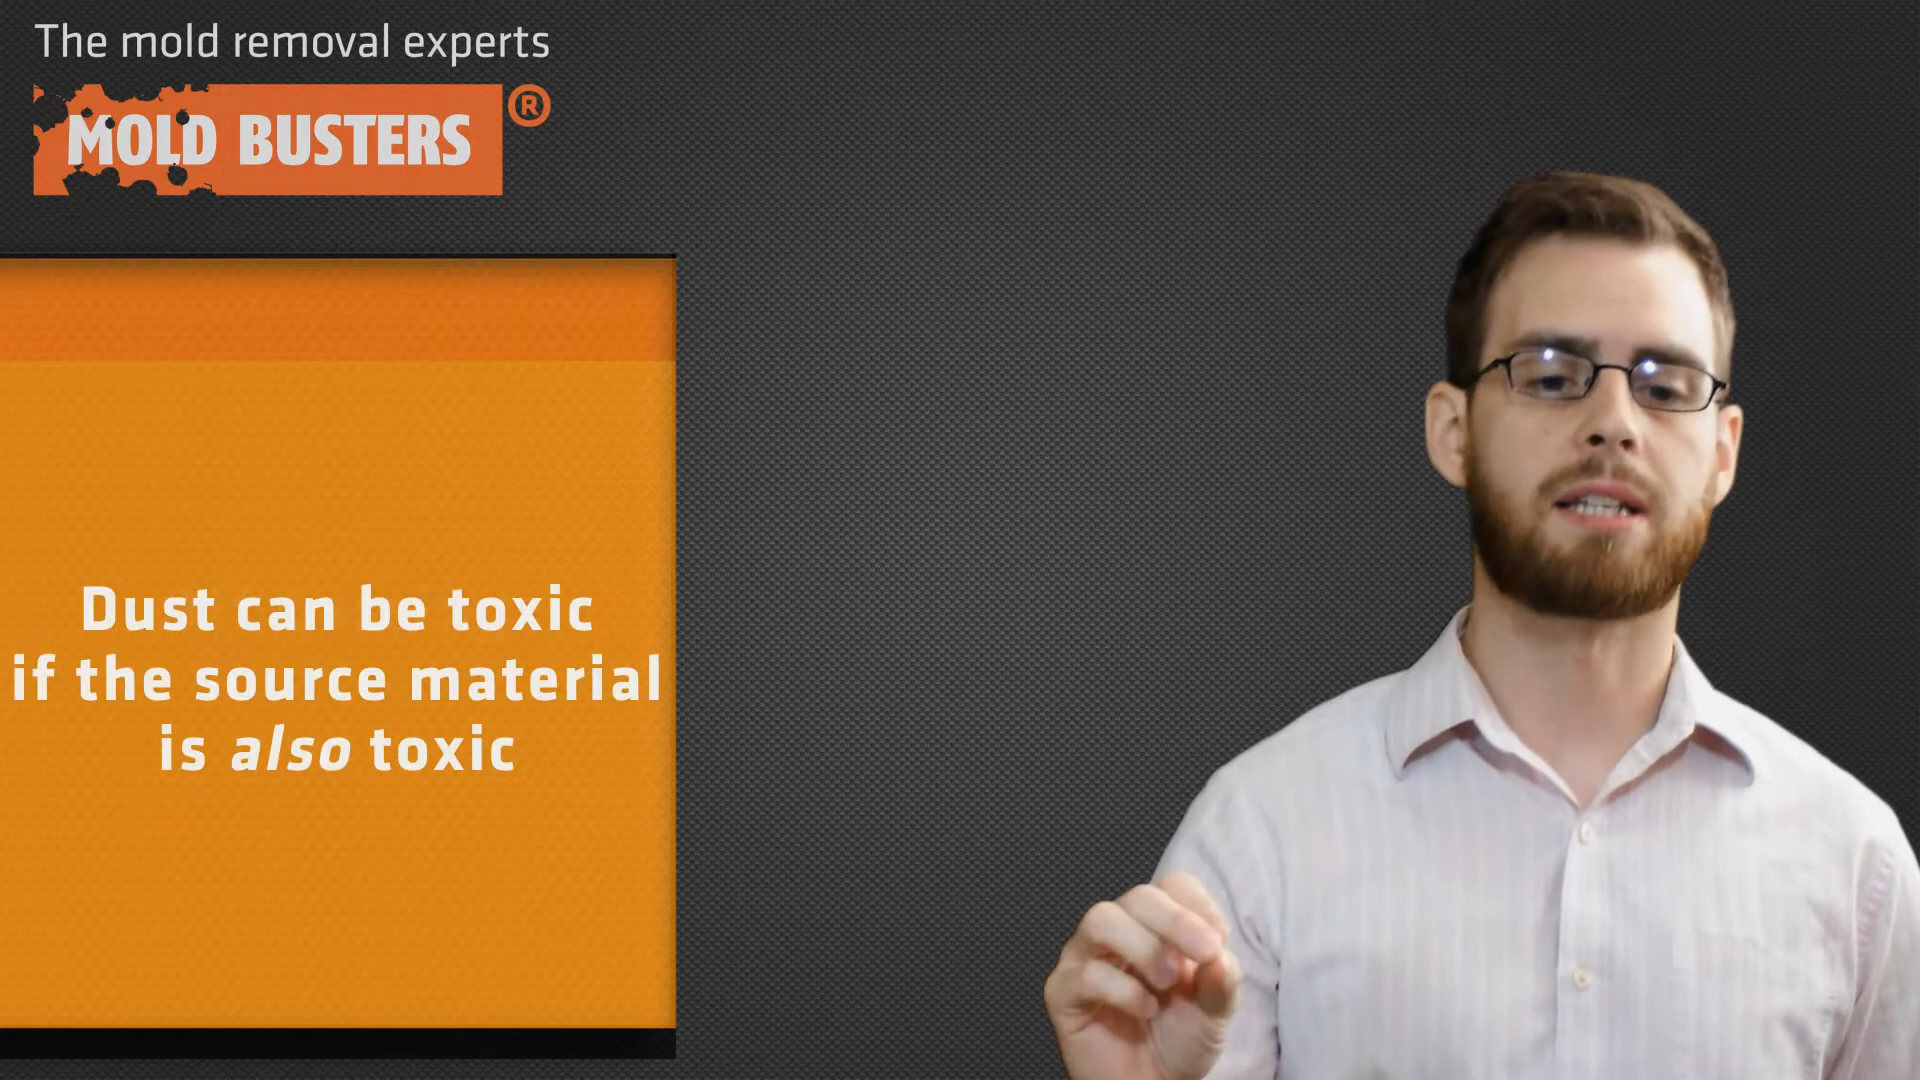 The mold removal experts
MOLD BUSTERS ®
Dust can be toxic
if the source material
is also toxic